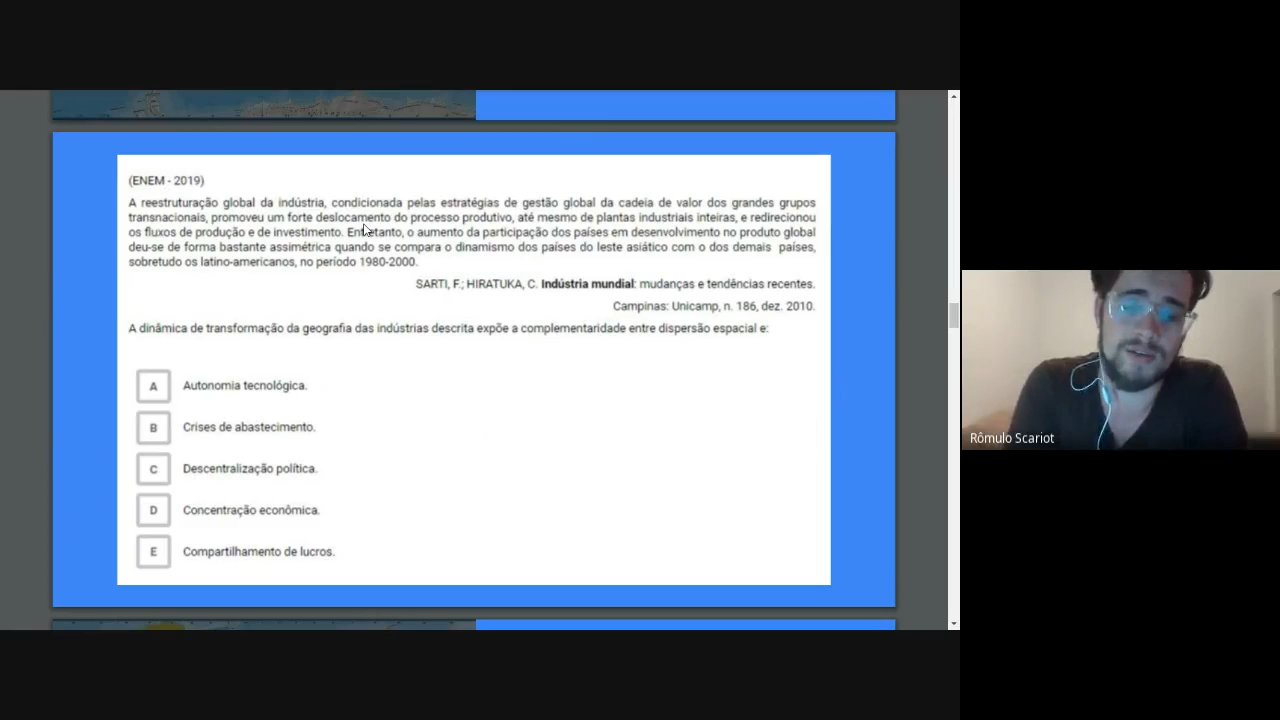 (ENEM - 2019)
A reestruturação global da indústria, condicionada pelas estratégias de gestão global da cadeia de valor dos grandes grupos
transnacionais, promoveu um forte deslocamento do processo produtivo, até mesmo de plantas industriais inteiras, e redirecionou
os fluxos de produção e de investimento. Entretanto, o aumento da participação dos países em desenvolvimento no produto global
deu-se de forma bastante assimétrica quando se compara o dinamismo dos países do leste asiático com o dos demais países,
sobretudo os latino-americanos, no período 1980-2000.
SARTI, F.; HIRATUKA, C. Indústria mundial: mudanças e tendências recentes.
Campinas: Unicamp, n. 186, dez. 2010.
A dinâmica de transformação da geografia das indústrias descrita expõe a complementaridade entre dispersão espacial e:
A Autonomia tecnológica.
B Crises de abastecimento.
C Descentralização política.
D Concentração econômica.
E Compartilhamento de lucros.
Rômulo Scariot